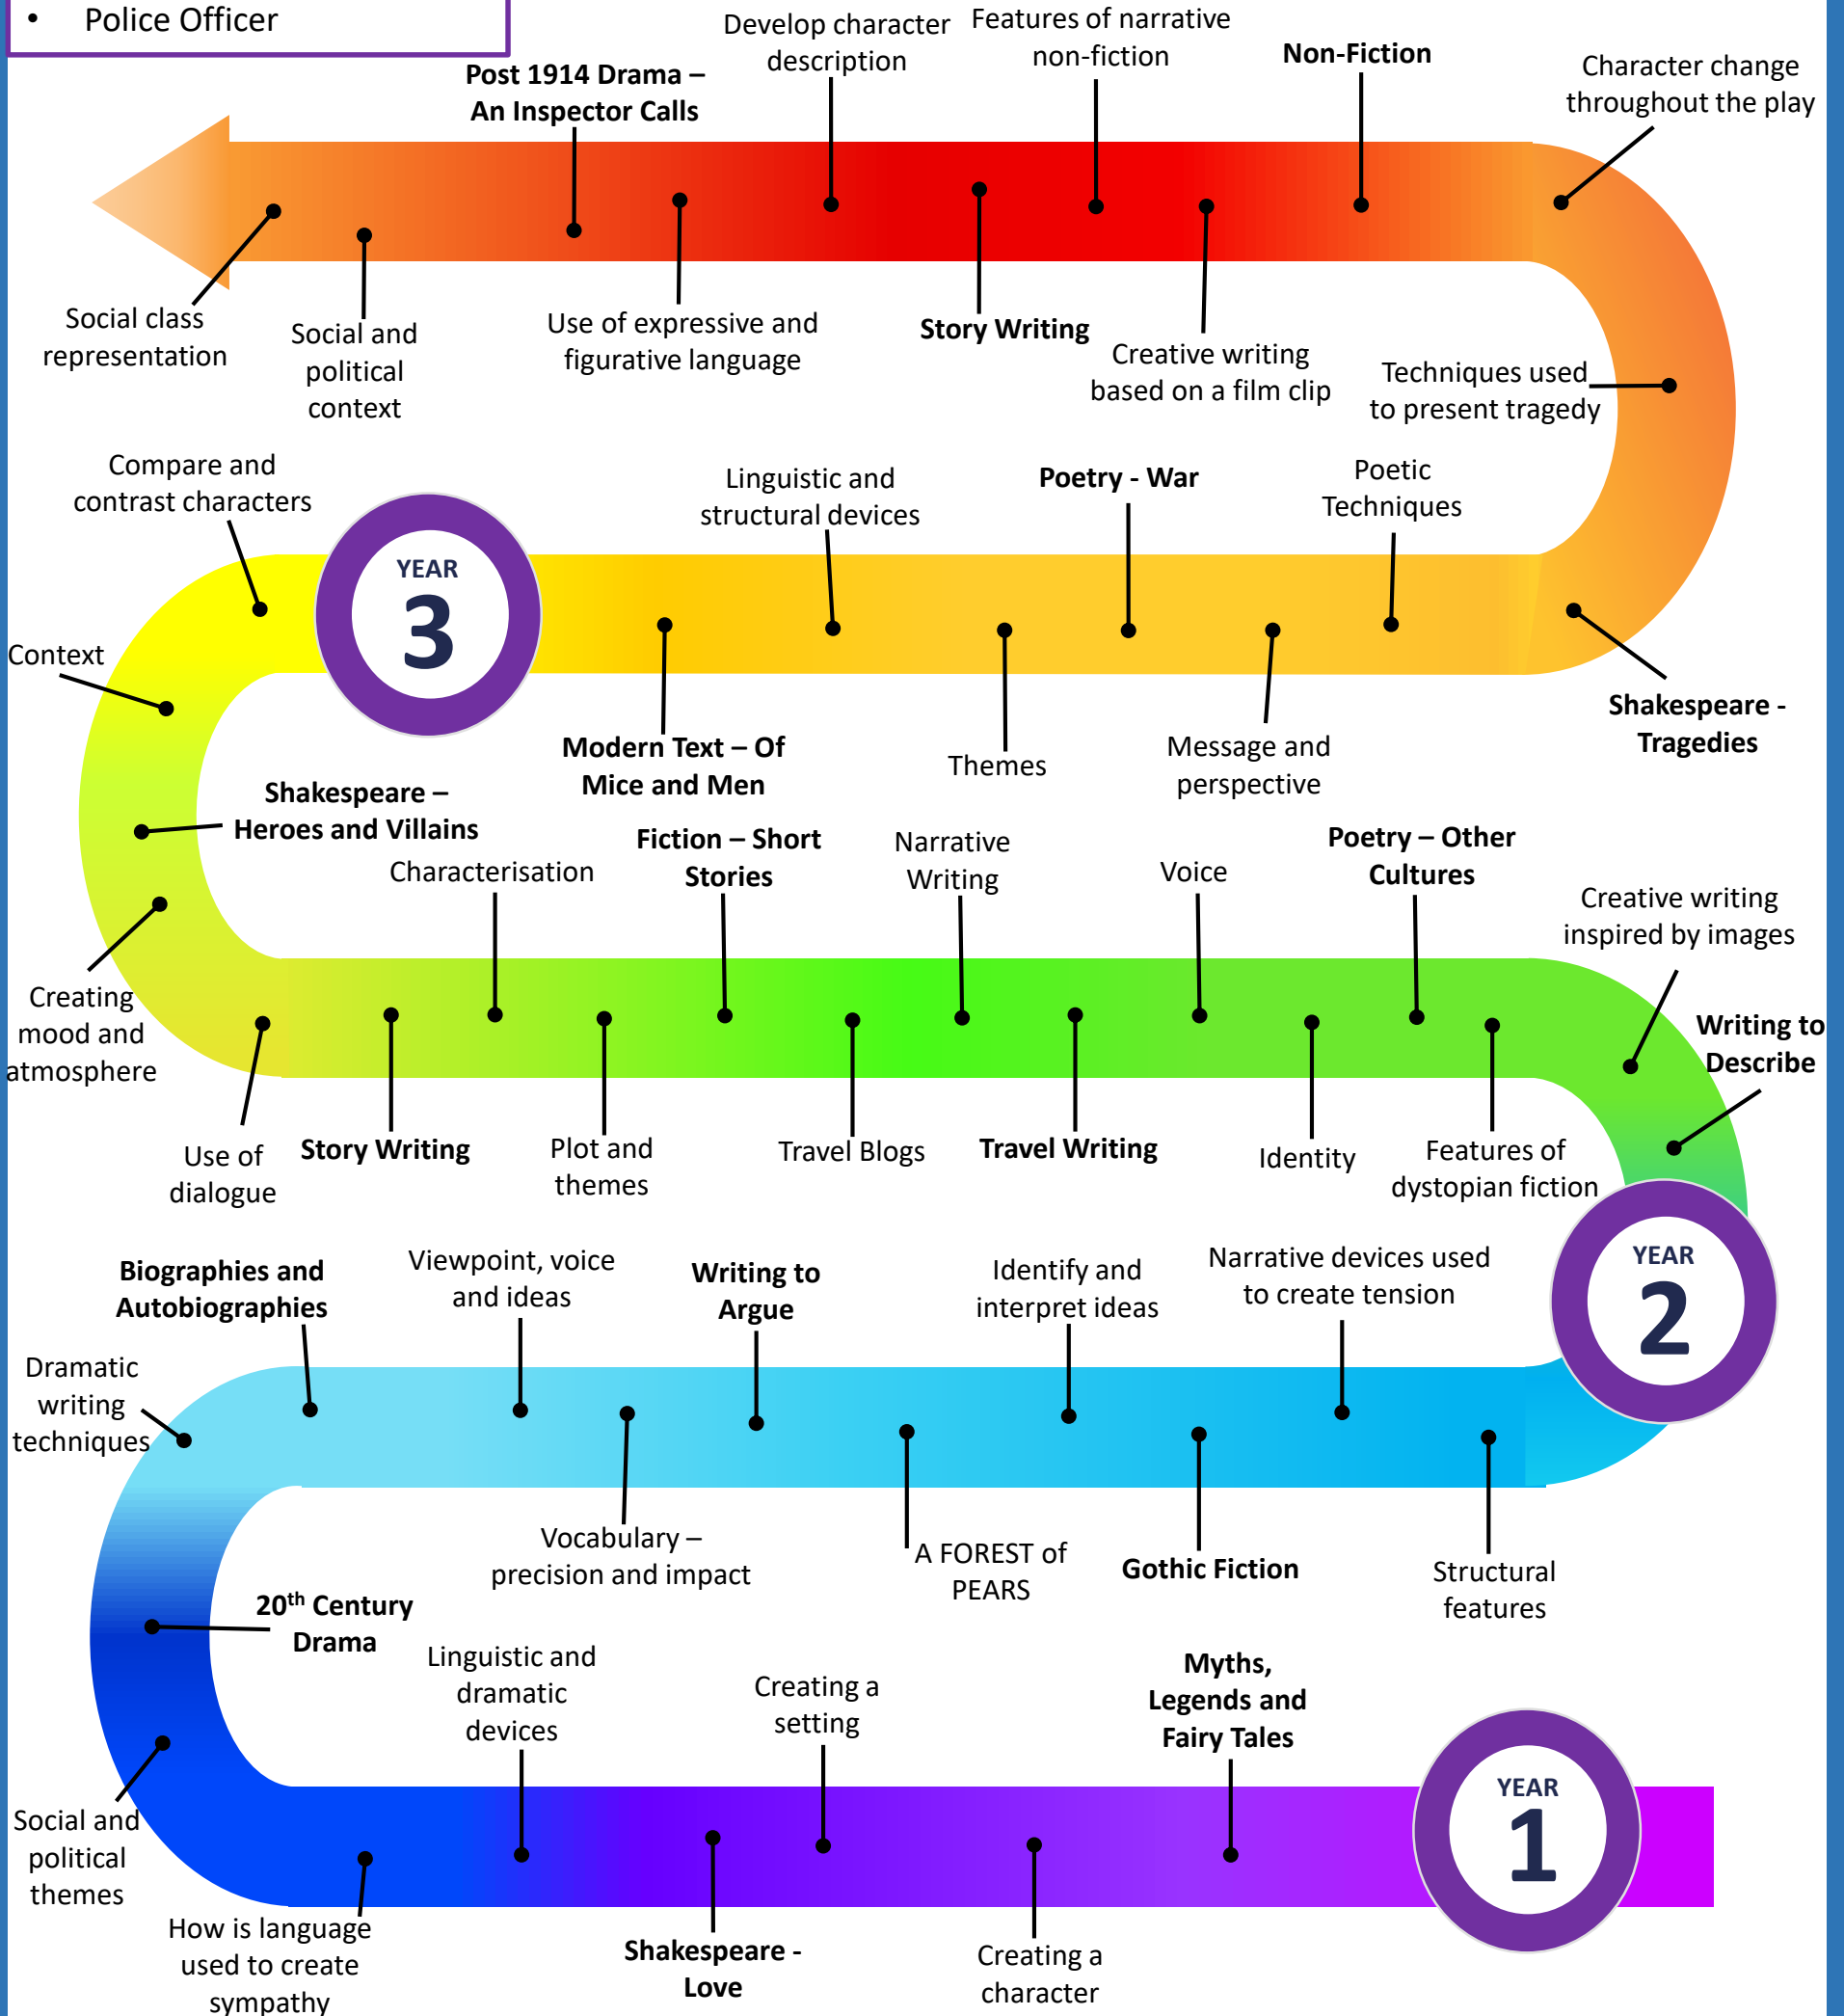 • Police Officer
Develop character
description
Features of narrative
non-fiction
Non-Fiction
Character change
throughout the play
Post 1914 Drama –
An Inspector Calls
Social class
representation
Social and
political
context
Use of expressive and
figurative language
Story Writing
Creative writing
based on a film clip
Techniques used
to present tragedy
Compare and
contrast characters
YEAR
3
Linguistic and
structural devices
Poetry - War
Poetic
Techniques
Context
Modern Text – Of
Mice and Men
Themes
Message and
perspective
Shakespeare -
Tragedies
Shakespeare –
Heroes and Villains
Characterisation
Fiction – Short
Stories
Narrative
Writing
Voice
Poetry – Other
Cultures
Creative writing
inspired by images
Writing to
Describe
Creating
mood and
atmosphere
Use of
dialogue
Story Writing
Plot and
themes
Travel Blogs
Travel Writing
Identity
Features of
dystopian fiction
YEAR
2
Biographies and
Autobiographies
Viewpoint, voice
and ideas
Writing to
Argue
Identify and
interpret ideas
Narrative devices used
to create tension
Dramatic
writing
techniques
Vocabulary –
precision and impact
A FOREST of
PEARS
Gothic Fiction
Structural
features
20th Century
Drama
Linguistic and
dramatic
devices
Creating a
setting
Myths,
Legends and
Fairy Tales
YEAR
1
Social and
political
themes
How is language
used to create
sympathy
Shakespeare -
Love
Creating a
character